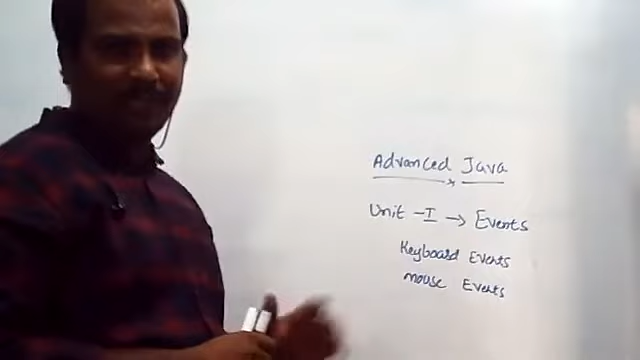 Advanced Java
Unit - I → Events
Keyboard Events
mouse Events